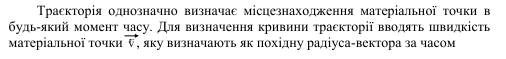 Траєкторія однозначно визначає місцезнаходження матеріальної точки в
будь-який момент часу. Для визначення кривини траєкторії вводять швидкість
матеріальної точки v⃗, яку визначають як похідну радіуса-вектора за часом